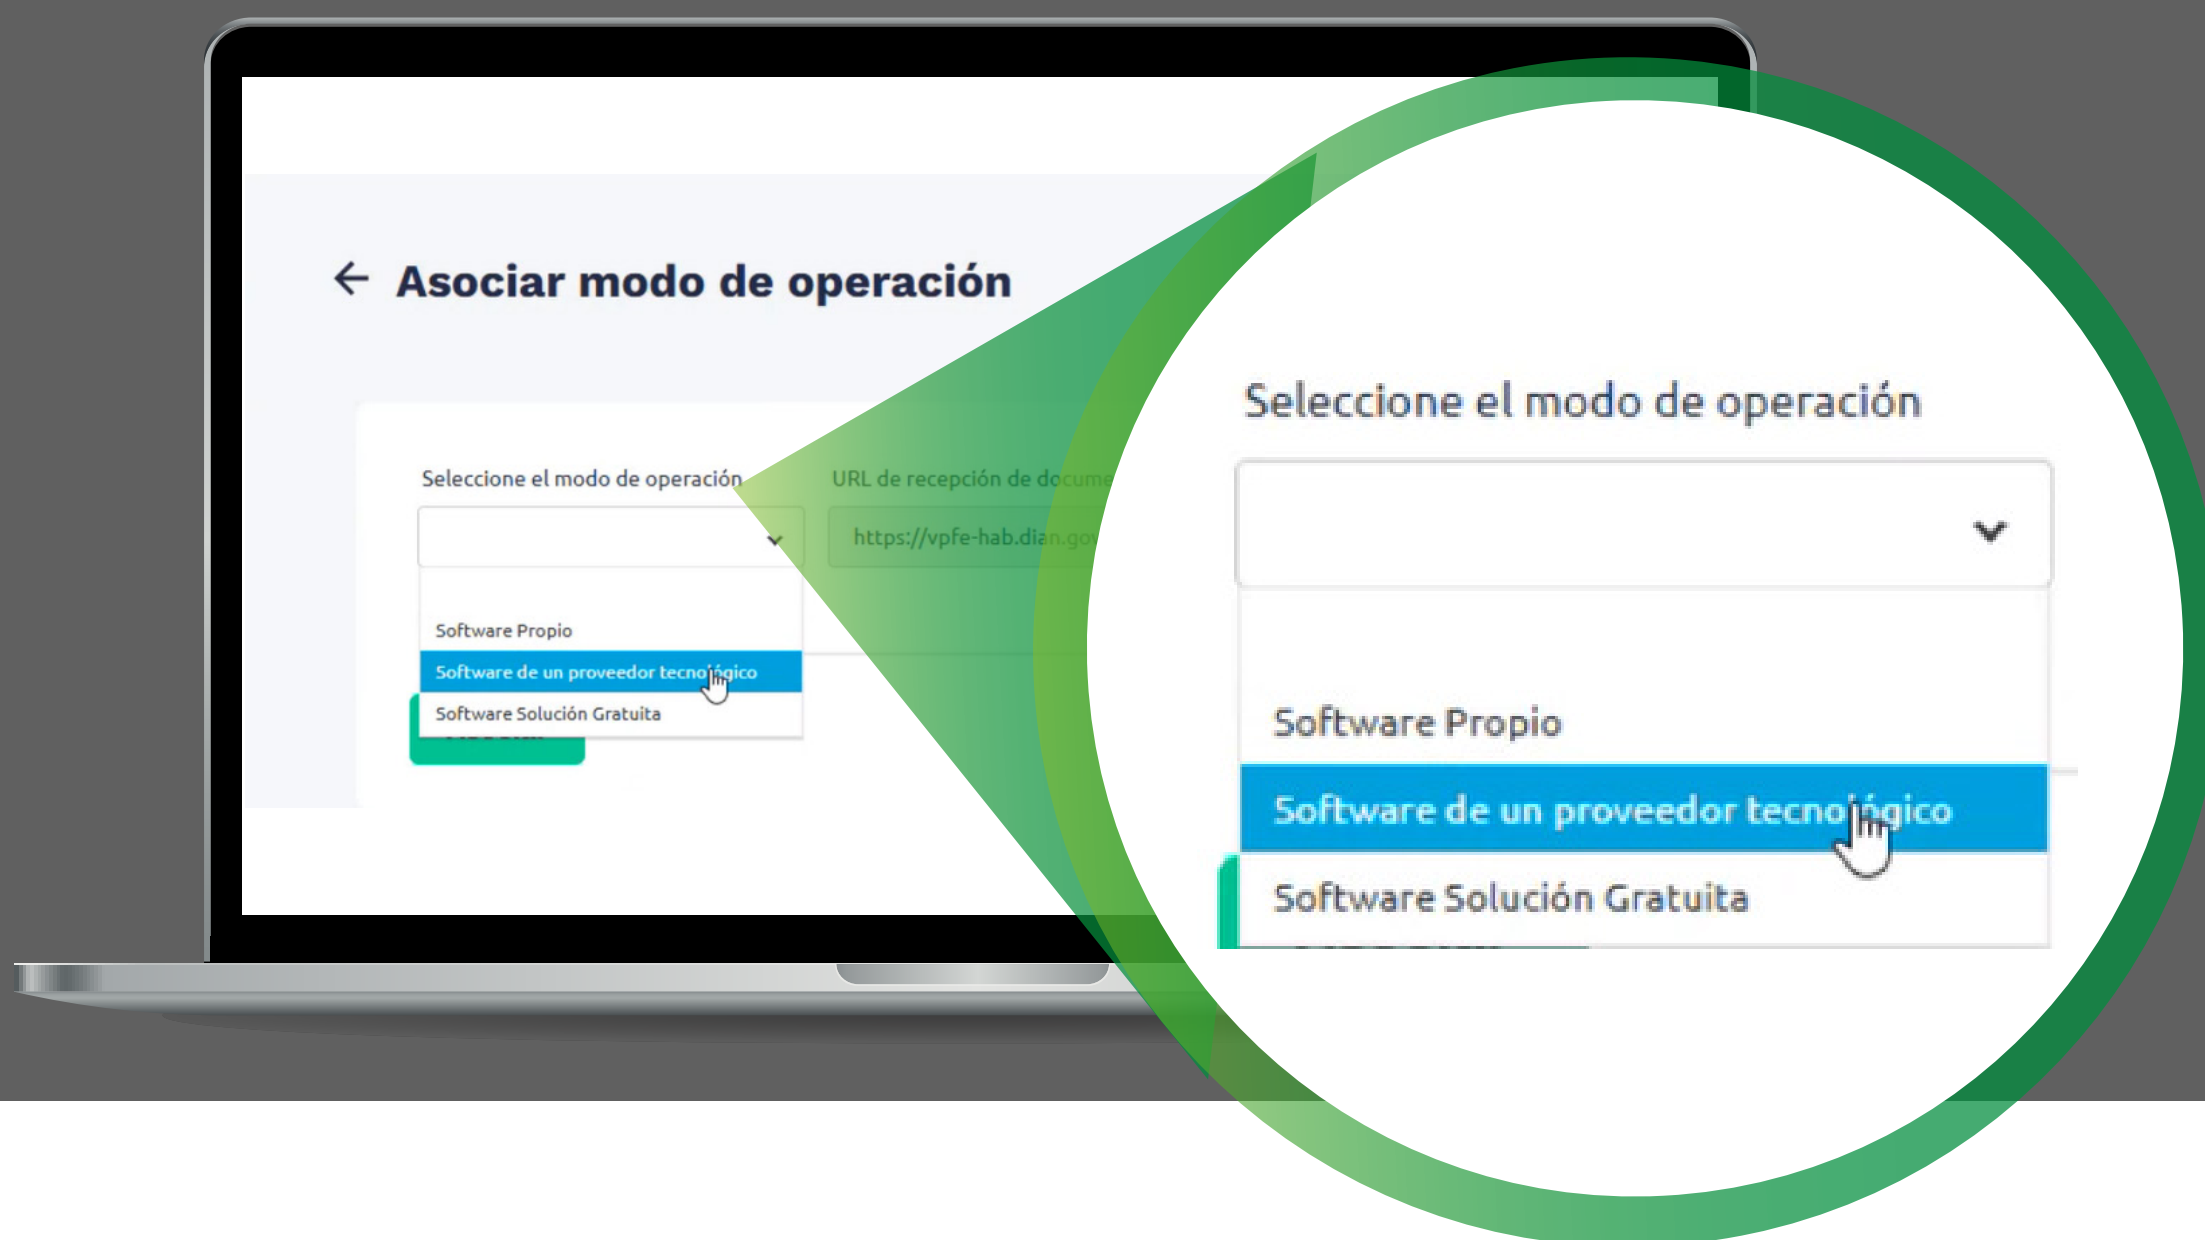 Asociar modo de operación
Seleccione el modo de operación
URL de recepción de docume
https://vpfe-hab.dian.gov
Software Propio
Software de un proveedor tecnológico
Software Solución Gratuita
Seleccione el modo de operación
Software Propio
Software de un proveedor tecnológico
Software Solución Gratuita